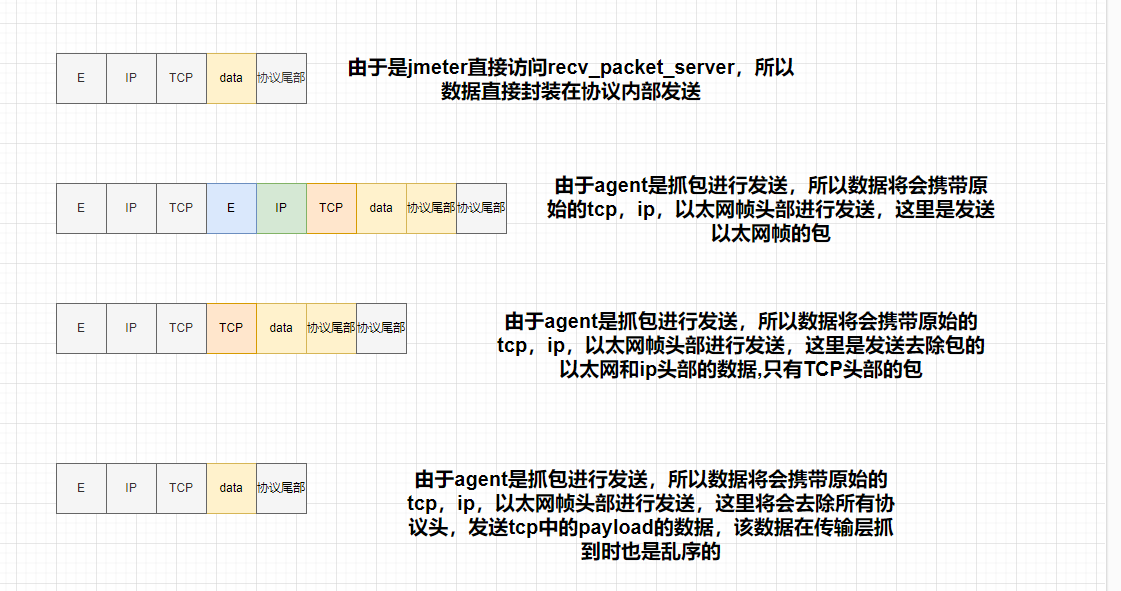 E IP TCP data 协议尾部
由于是jmeter直接访问recv_packet_server，所以
数据直接封装在协议内部发送
E IP TCP E IP TCP data 协议尾部 协议尾部
由于agent是抓包进行发送，所以数据将会携带原
始的tcp，ip，以太网帧头部进行发送，这里是发送
以太网帧的包
E IP TCP TCP data 协议尾部 协议尾部
由于agent是抓包进行发送，所以数据将会携带原始的
tcp，ip，以太网帧头部进行发送，这里是发送去除包的
以太网和ip头部的数据,只有TCP头部的包
E IP TCP data 协议尾部
由于agent是抓包进行发送，所以数据将会携带原始的
tcp，ip，以太网帧头部进行发送，这里将会去除所有协
议头，发送tcp中的payload的数据，该数据在传输层抓
到时也是乱序的